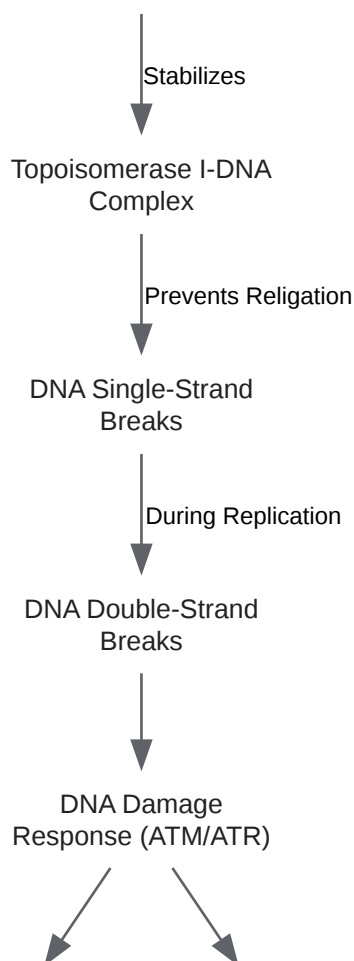 Stabilizes
Topoisomerase I-DNA
Complex
Prevents Religation
DNA Single-Strand
Breaks
During Replication
DNA Double-Strand
Breaks
DNA Damage
Response (ATM/ATR)